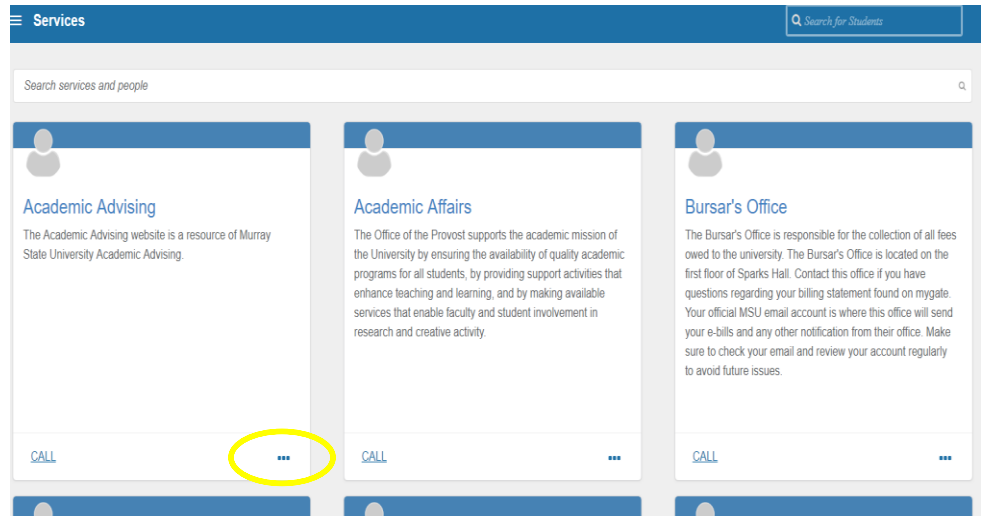 Services
Search for Students
Search services and people
Academic Advising
The Academic Advising website is a resource of Murray
State University Academic Advising.
CALL
Academic Affairs
The Office of the Provost supports the academic mission of
the University by ensuring the availability of quality academic
programs for all students, by providing support activities that
enhance teaching and learning, and by making available
services that enable faculty and student involvement in
research and creative activity.
CALL
Bursar's Office
The Bursar's Office is responsible for the collection of all fees
owed to the university. The Bursar's Office is located on the
first floor of Sparks Hall. Contact this office if you have
questions regarding your billing statement found on mygate.
Your official MSU email account is where this office will send
your e-bills and any other notification from their office. Make
sure to check your email and review your account regularly
to avoid future issues.
CALL